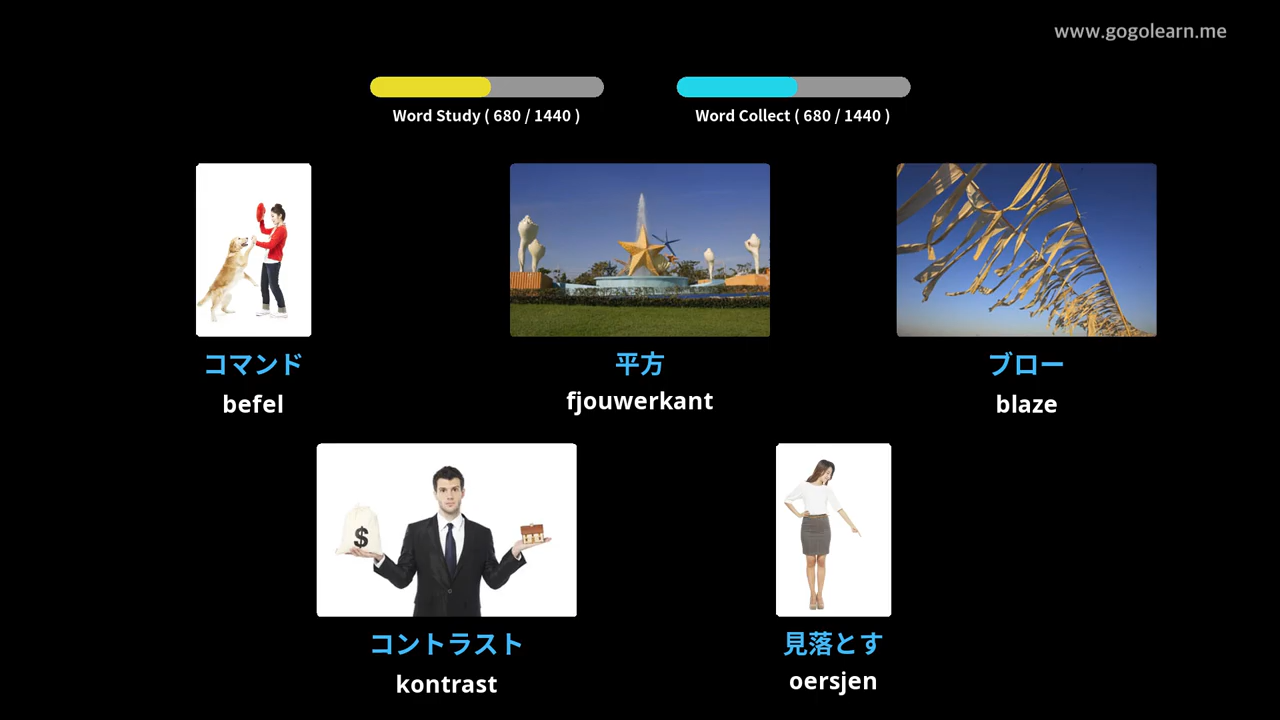 www.gogolearn.me
Word Study ( 680 / 1440 )
Word Collect ( 680 / 1440 )
コマンド
befel
平方
fjouwerkant
ブロー
blaze
コントラスト
kontrast
見落とす
oersjen
$